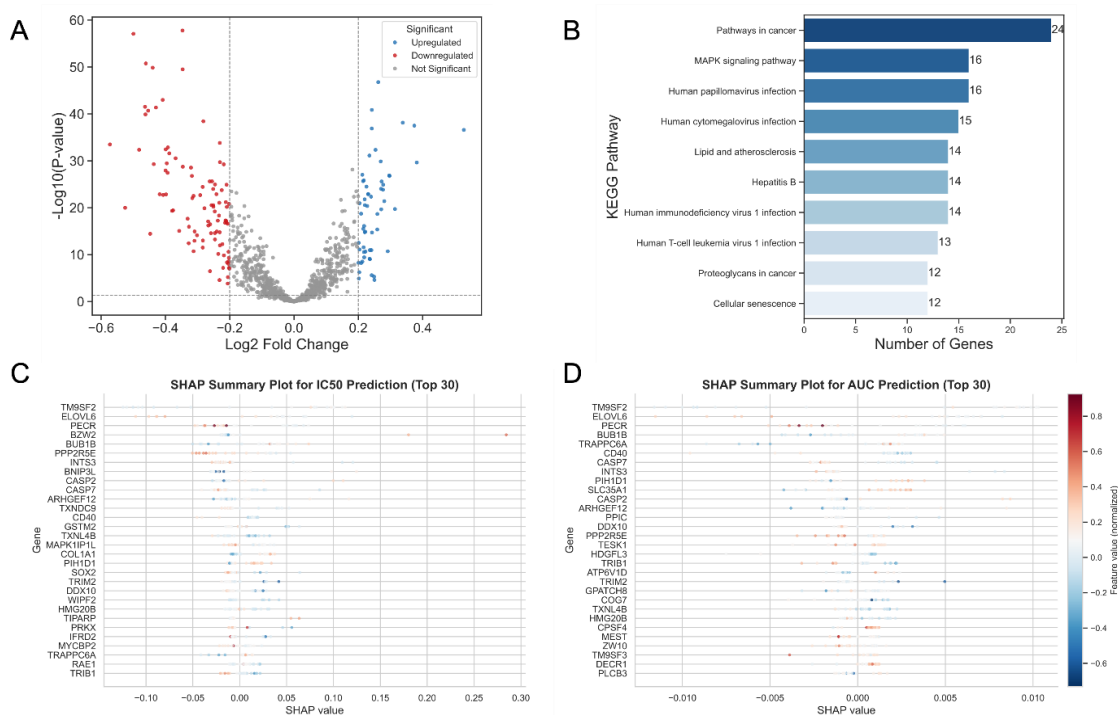 A
60
50
40
30
20
10
0
-Log10(P-value)
−0.6
−0.4
−0.2
0.0
0.2
0.4
Log2 Fold Change
Significant
Upregulated
Downregulated
Not Significant
B
KEGG Pathway
Pathways in cancer
24
MAPK signaling pathway
16
Human papillomavirus infection
16
Human cytomegalovirus infection
15
Lipid and atherosclerosis
14
Hepatitis B
14
Human immunodeficiency virus 1 infection
14
Human T-cell leukemia virus 1 infection
13
Proteoglycans in cancer
12
Cellular senescence
12
0
5
10
15
20
25
Number of Genes
C
SHAP Summary Plot for IC50 Prediction (Top 30)
Gene
TM9SF2
ELOVL6
PECR
BZW2
BUB1B
PPP2R5E
INTS3
BNIP3L
CASP2
CASP7
ARHGEF12
TXNDC9
CD40
GSTM2
TXNL4B
MAPK1IP1L
COL1A1
PIH1D1
SOX2
TRIM2
DDX10
WIPF2
HMG20B
TIPARP
PRKX
IFRD2
MYCBP2
TRAPPC6A
RAE1
TRIB1
−0.10
−0.05
0.00
0.05
0.10
0.15
0.20
0.25
0.30
SHAP value
D
SHAP Summary Plot for AUC Prediction (Top 30)
Gene
TM9SF2
ELOVL6
PECR
BUB1B
TRAPPC6A
CD40
CASP7
INTS3
PIH1D1
SLC35A1
CASP2
ARHGEF12
PPIC
DDX10
PPP2R5E
TESK1
HDGFL3
TRIB1
ATP6V1D
TRIM2
GPATCH8
COG7
TXNL4B
HMG20B
CPSF4
MEST
ZW10
TM9SF3
DECR1
PLCB3
−0.010
−0.005
0.000
0.005
0.010
SHAP value
0.8
0.6
0.4
0.2
0.0
−0.2
−0.4
−0.6
Feature value (normalized)